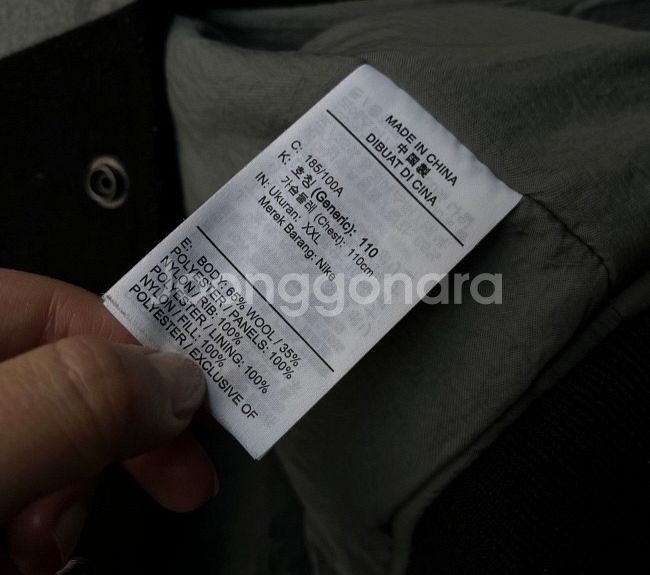 MADE IN CHINA
中国製
DIBUAT DI CINA
C: 185/100A
K: 호칭 (Generic): 110
가슴둘레 (Chest): 110cm
IN: Ukuran: XXL
Merek Barang: Nike
E: BODY: 65% WOOL / 35%
POLYESTER/ PANELS: 100%
NYLON / RIB: 100%
POLYESTER/ LINING: 100%
NYLON/ FILL: 100%
POLYESTER / EXCLUSIVE OF
joonggonara